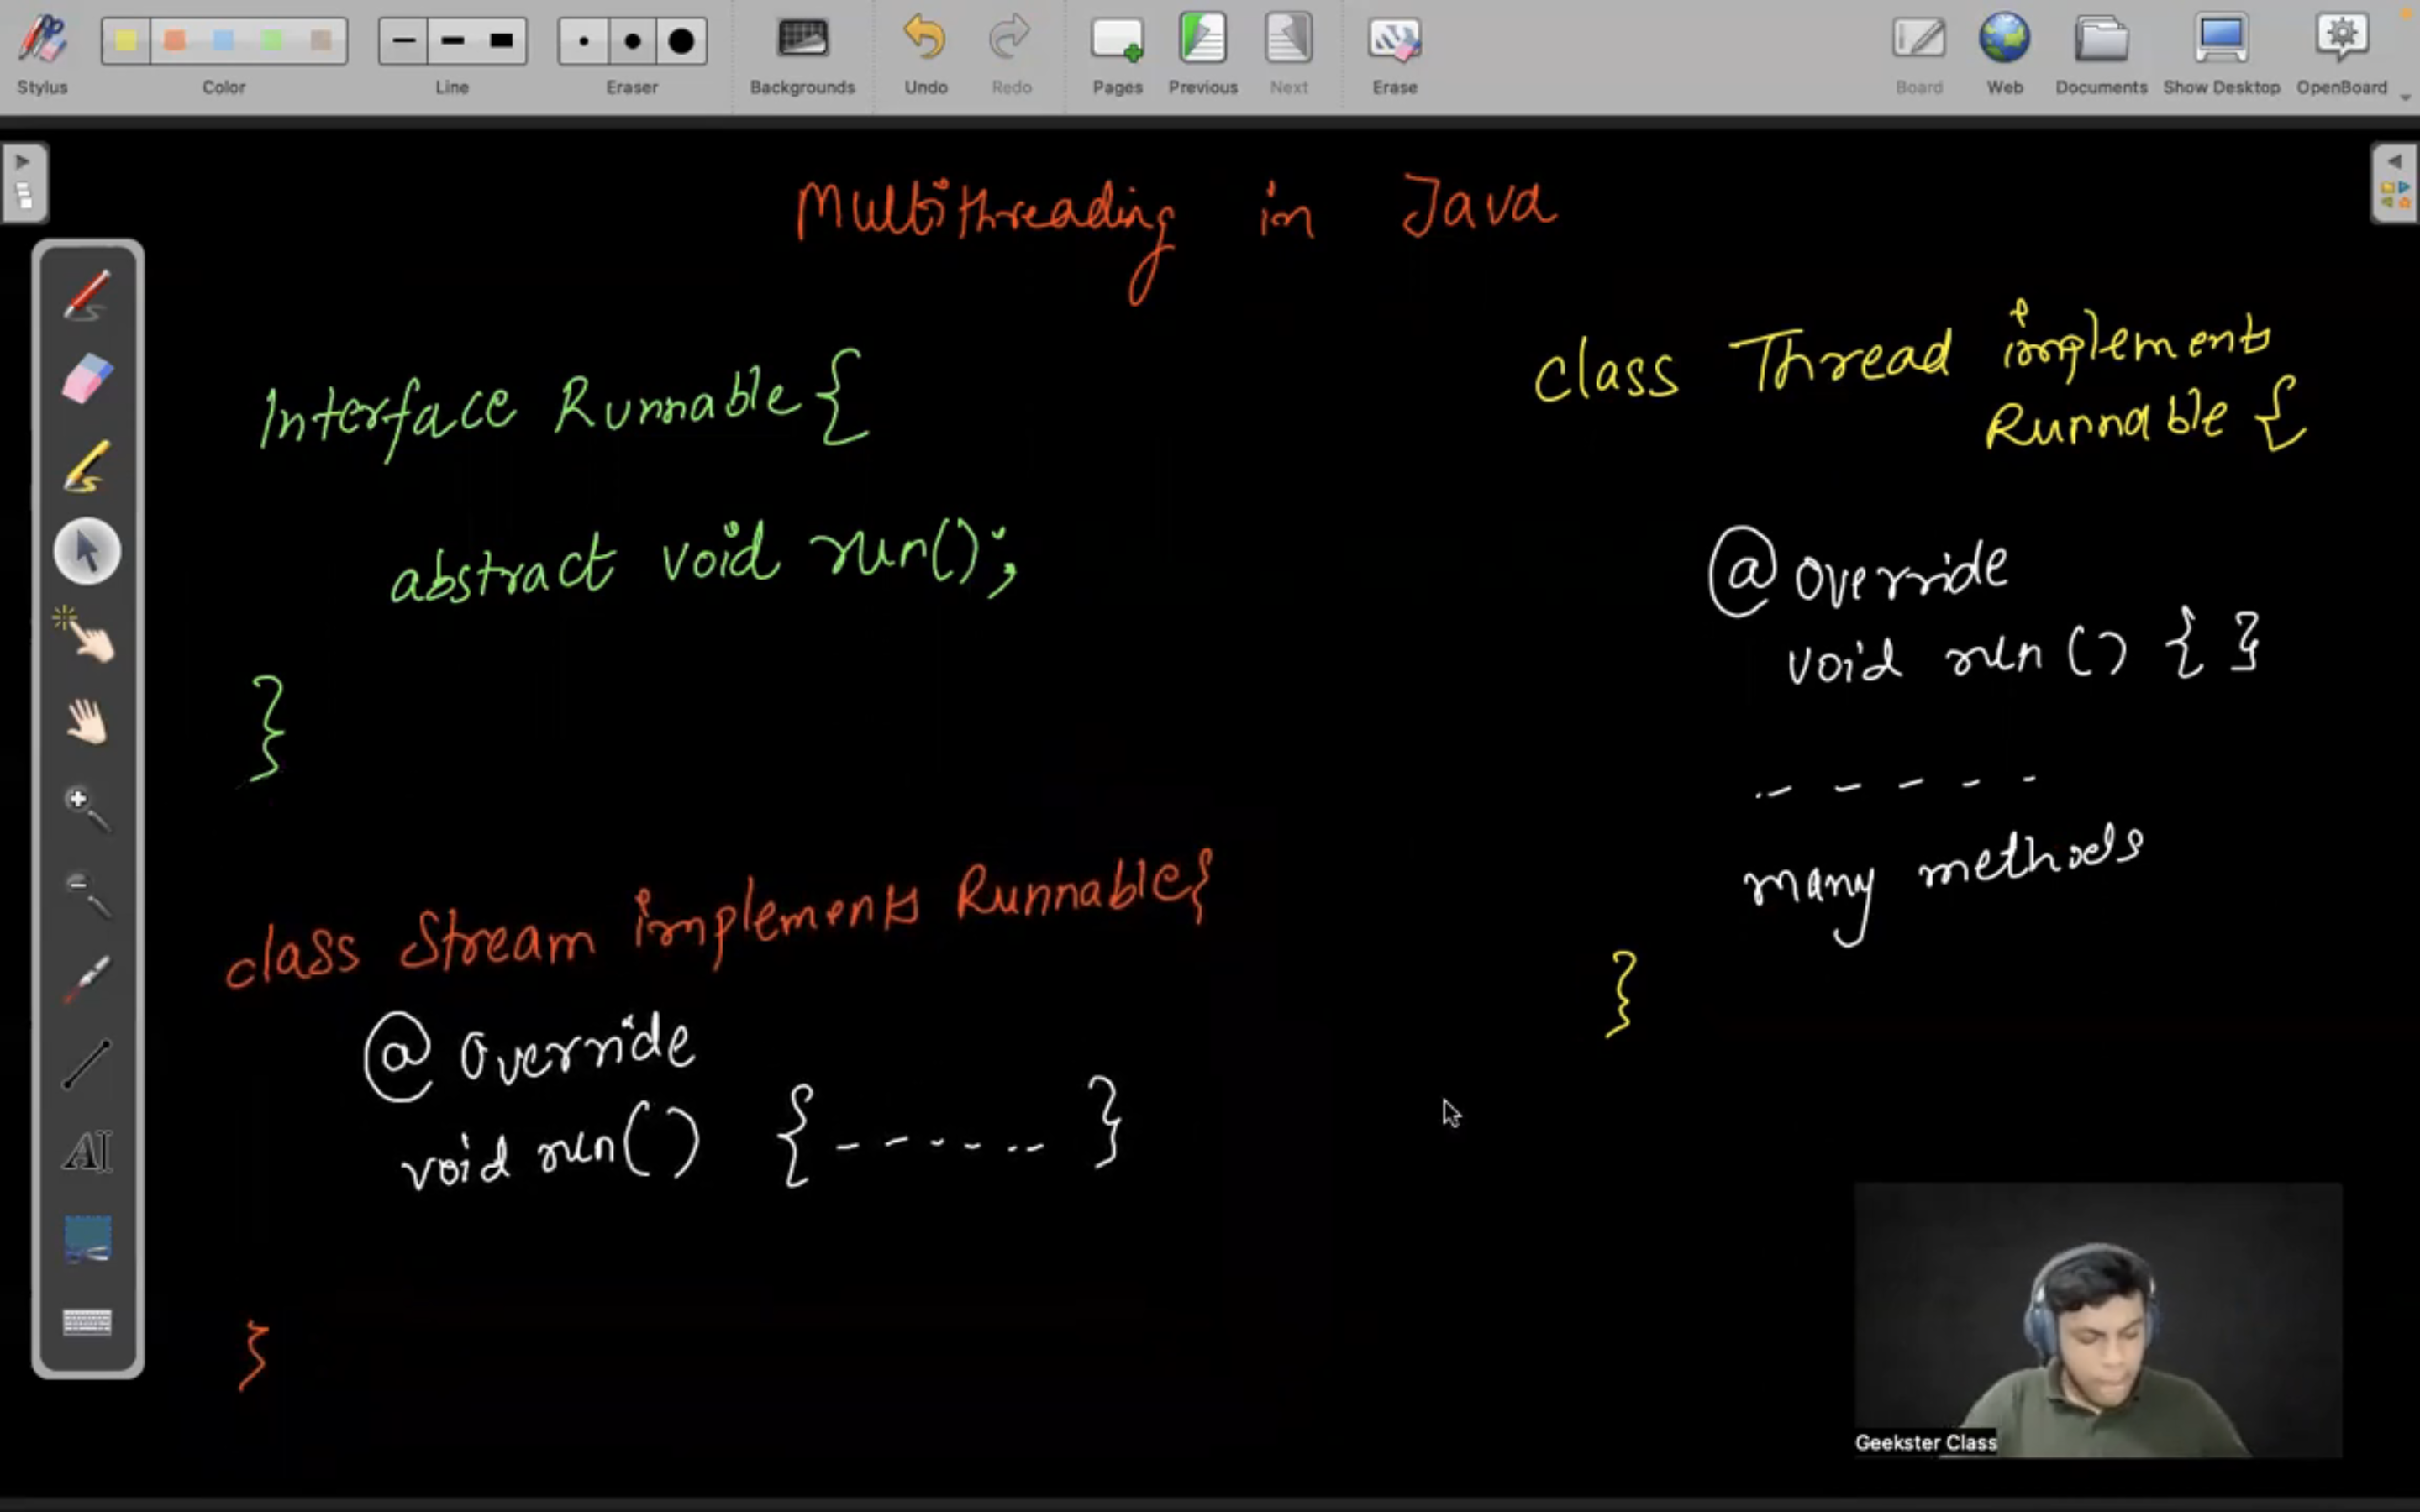 Stylus
Color
Line
Eraser
Backgrounds
Undo
Redo
Pages
Previous
Next
Erase
Board
Web
Documents
Show Desktop
OpenBoard
Multithreading in Java
Interface Runnable {
abstract void run();
}
class Stream implements Runnable {
@ Override
void run() { - - - - - - }
}
class Thread implements
Runnable {
@ Override
void run () { }
- - - - -
many methods
}
AI
Geekster Class